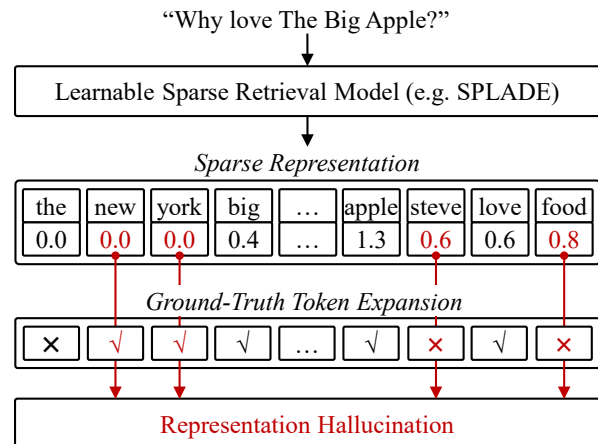 “Why love The Big Apple?”
Learnable Sparse Retrieval Model (e.g. SPLADE)
Sparse Representation
the new york big … apple steve love food
0.0 0.0 0.0 0.4 … 1.3 0.6 0.6 0.8
Ground-Truth Token Expansion
× √ √ √ … √ × √ ×
Representation Hallucination